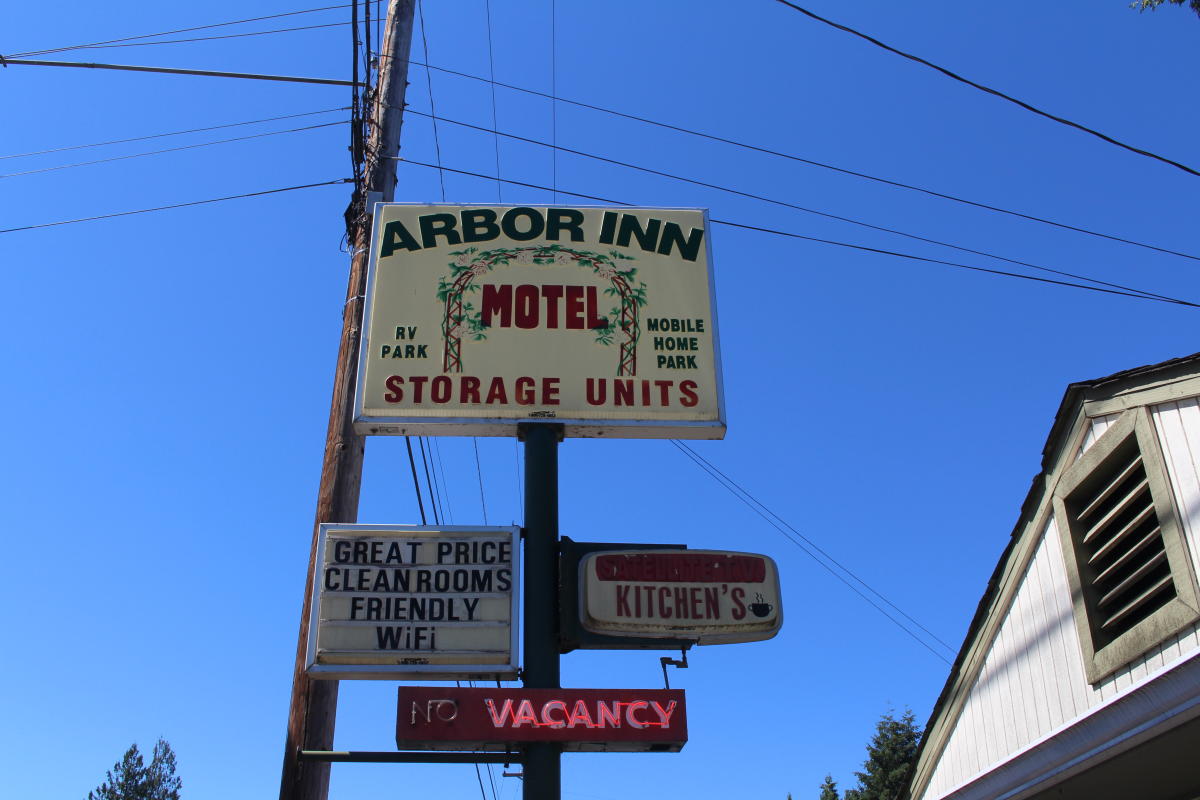 ARBOR INN
MOTEL
RV
PARK
MOBILE
HOME
PARK
STORAGE UNITS
GREAT PRICE
CLEAN ROOMS
FRIENDLY
WiFi
SATELLITE T.V.
KITCHEN'S
NO VACANCY